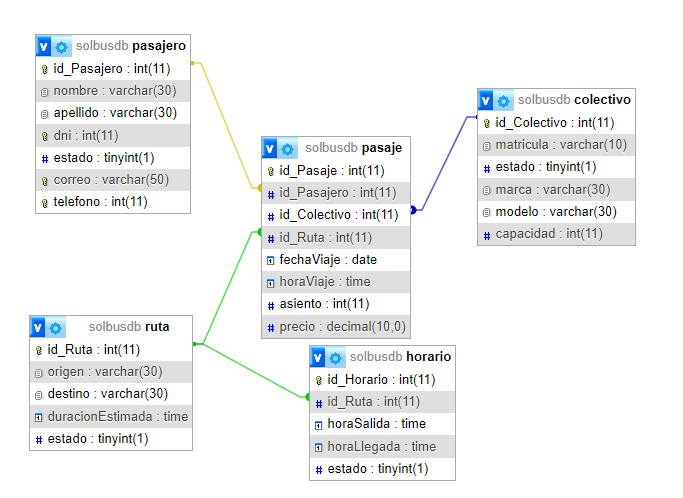 solbusdb pasajero
id_Pasajero : int(11)
nombre : varchar(30)
apellido : varchar(30)
dni : int(11)
estado : tinyint(1)
correo : varchar(50)
telefono : int(11)
solbusdb colectivo
id_Colectivo : int(11)
matricula : varchar(10)
estado : tinyint(1)
marca : varchar(30)
modelo : varchar(30)
capacidad : int(11)
solbusdb pasaje
id_Pasaje : int(11)
id_Pasajero : int(11)
id_Colectivo : int(11)
id_Ruta : int(11)
fechaViaje : date
horaViaje : time
asiento : int(11)
precio : decimal(10,0)
solbusdb ruta
id_Ruta : int(11)
origen : varchar(30)
destino : varchar(30)
duracionEstimada : time
estado : tinyint(1)
solbusdb horario
id_Horario : int(11)
id_Ruta : int(11)
horaSalida : time
horaLlegada : time
estado : tinyint(1)